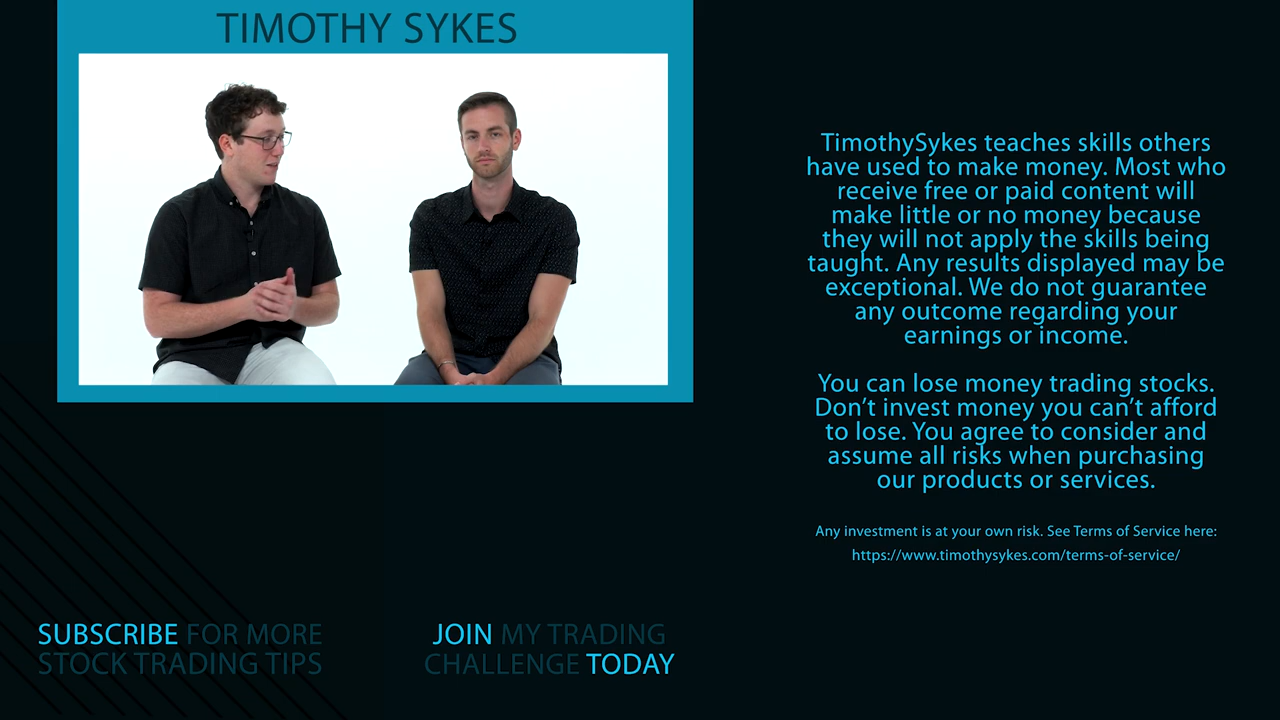 TIMOTHY SYKES
TimothySykes teaches skills others
have used to make money. Most who
receive free or paid content will
make little or no money because
they will not apply the skills being
taught. Any results displayed may be
exceptional. We do not guarantee
any outcome regarding your
earnings or income.
You can lose money trading stocks.
Don’t invest money you can’t afford
to lose. You agree to consider and
assume all risks when purchasing
our products or services.
Any investment is at your own risk. See Terms of Service here:
https://www.timothysykes.com/terms-of-service/
SUBSCRIBE FOR MORE
STOCK TRADING TIPS
JOIN MY TRADING
CHALLENGE TODAY